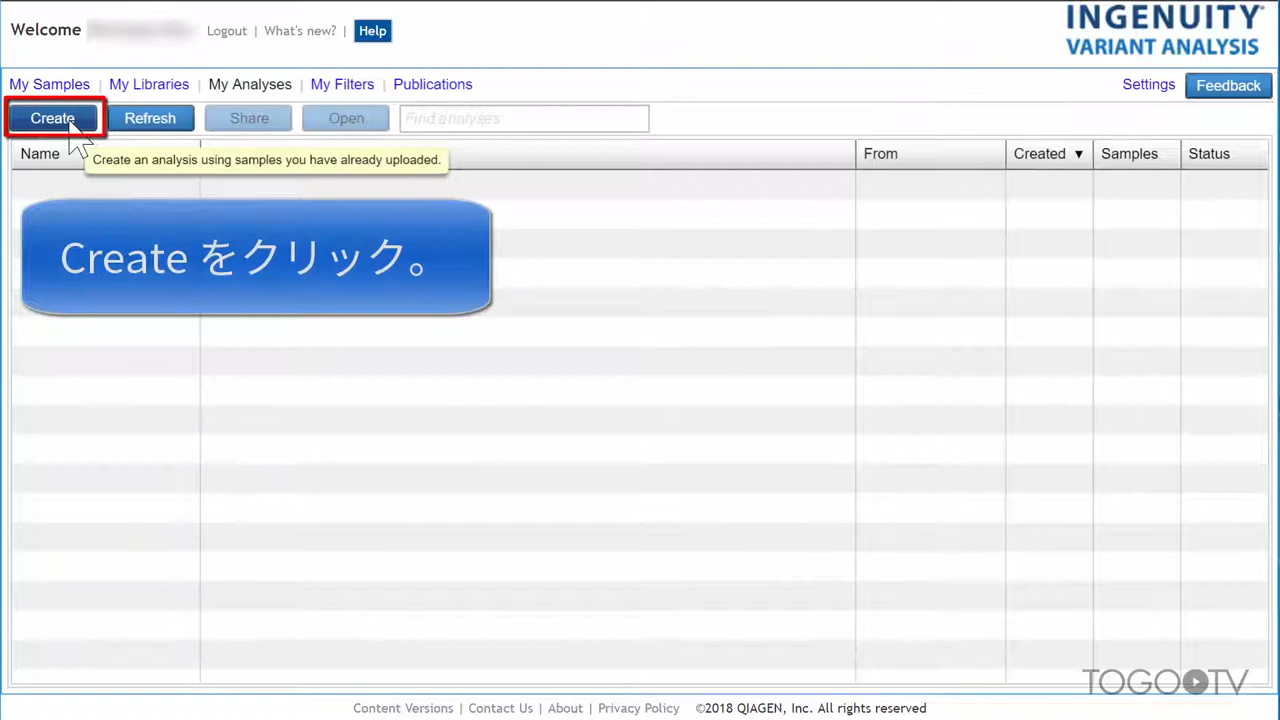 Welcome
Logout | What's new? | Help
INGENUITY
VARIANT ANALYSIS
My Samples | My Libraries | My Analyses | My Filters | Publications
Settings Feedback
Create Refresh Share Open Find analyses
Name From Created ▼ Samples Status
Create an analysis using samples you have already uploaded.
Create をクリック。
TOGO TV
Content Versions | Contact Us | About | Privacy Policy ©2018 QIAGEN, Inc. All rights reserved